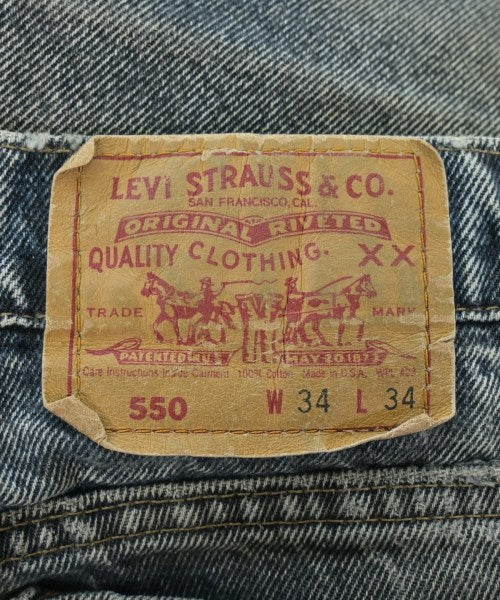 LEVI STRAUSS & CO.
SAN FRANCISCO, CAL.
ORIGINAL RIVETED
QUALITY CLOTHING. XX
TRADE MARK
PATENTED IN U.S. MAY 20 1873
Care Instructions Inside Garment 100% Cotton Made in U.S.A. WPL 423
550 W 34 L 34